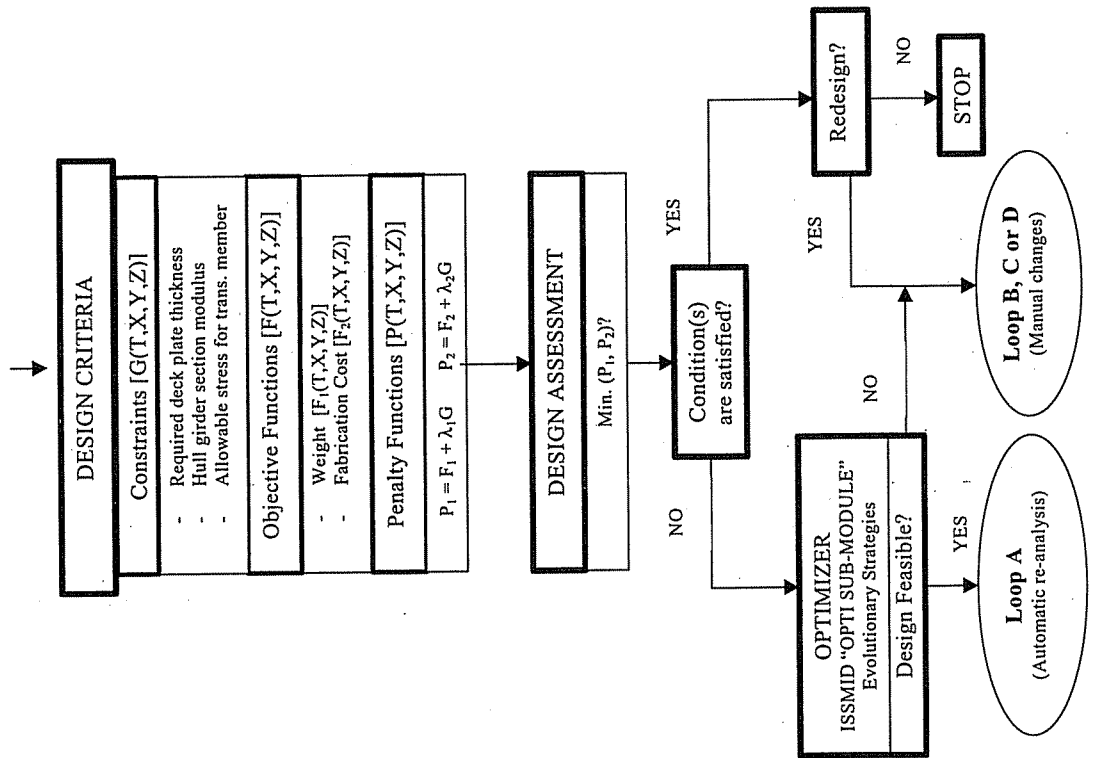 DESIGN CRITERIA
Constraints [G(T,X,Y,Z)]
- Required deck plate thickness
- Hull girder section modulus
- Allowable stress for trans. member
Objective Functions [F(T,X,Y,Z)]
- Weight [F₁(T,X,Y,Z)]
- Fabrication Cost [F₂(T,X,Y,Z)]
Penalty Functions [P(T,X,Y,Z)]
P₁ = F₁ + λ₁G P₂ = F₂ + λ₂G
DESIGN ASSESSMENT
Min. (P₁, P₂)?
Condition(s)
are satisfied?
NO
YES
OPTIMIZER
ISSMID “OPTI SUB-MODULE”
Evolutionary Strategies
Design Feasible?
NO
YES
Redesign?
YES
NO
STOP
Loop A
(Automatic re-analysis)
Loop B, C or D
(Manual changes)